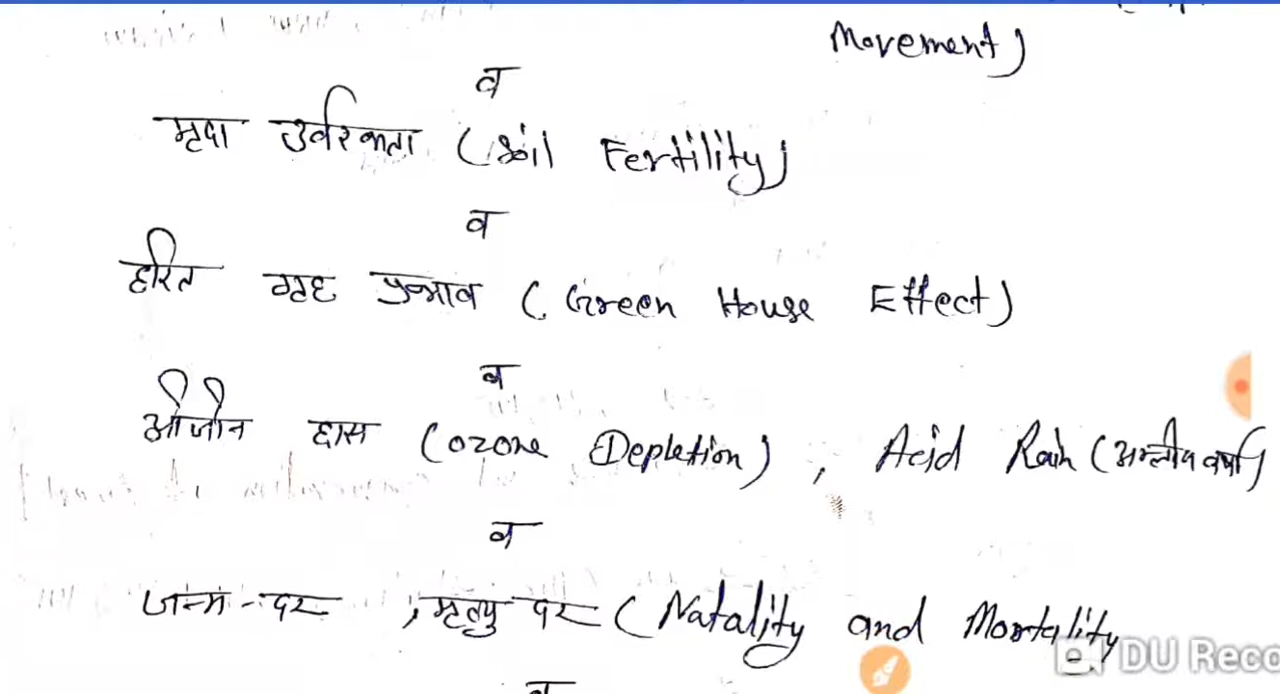 Movement)
व
मृदा उर्वरकता (Soil Fertility)
व
हरित गृह प्रभाव (Green House Effect)
व
ओजोन ह्रास (Ozone Depletion) , Acid Rain (अम्लीय वर्षा)
व
जन्म-दर , मृत्यु दर (Natality and Mortality
DU Reco
व